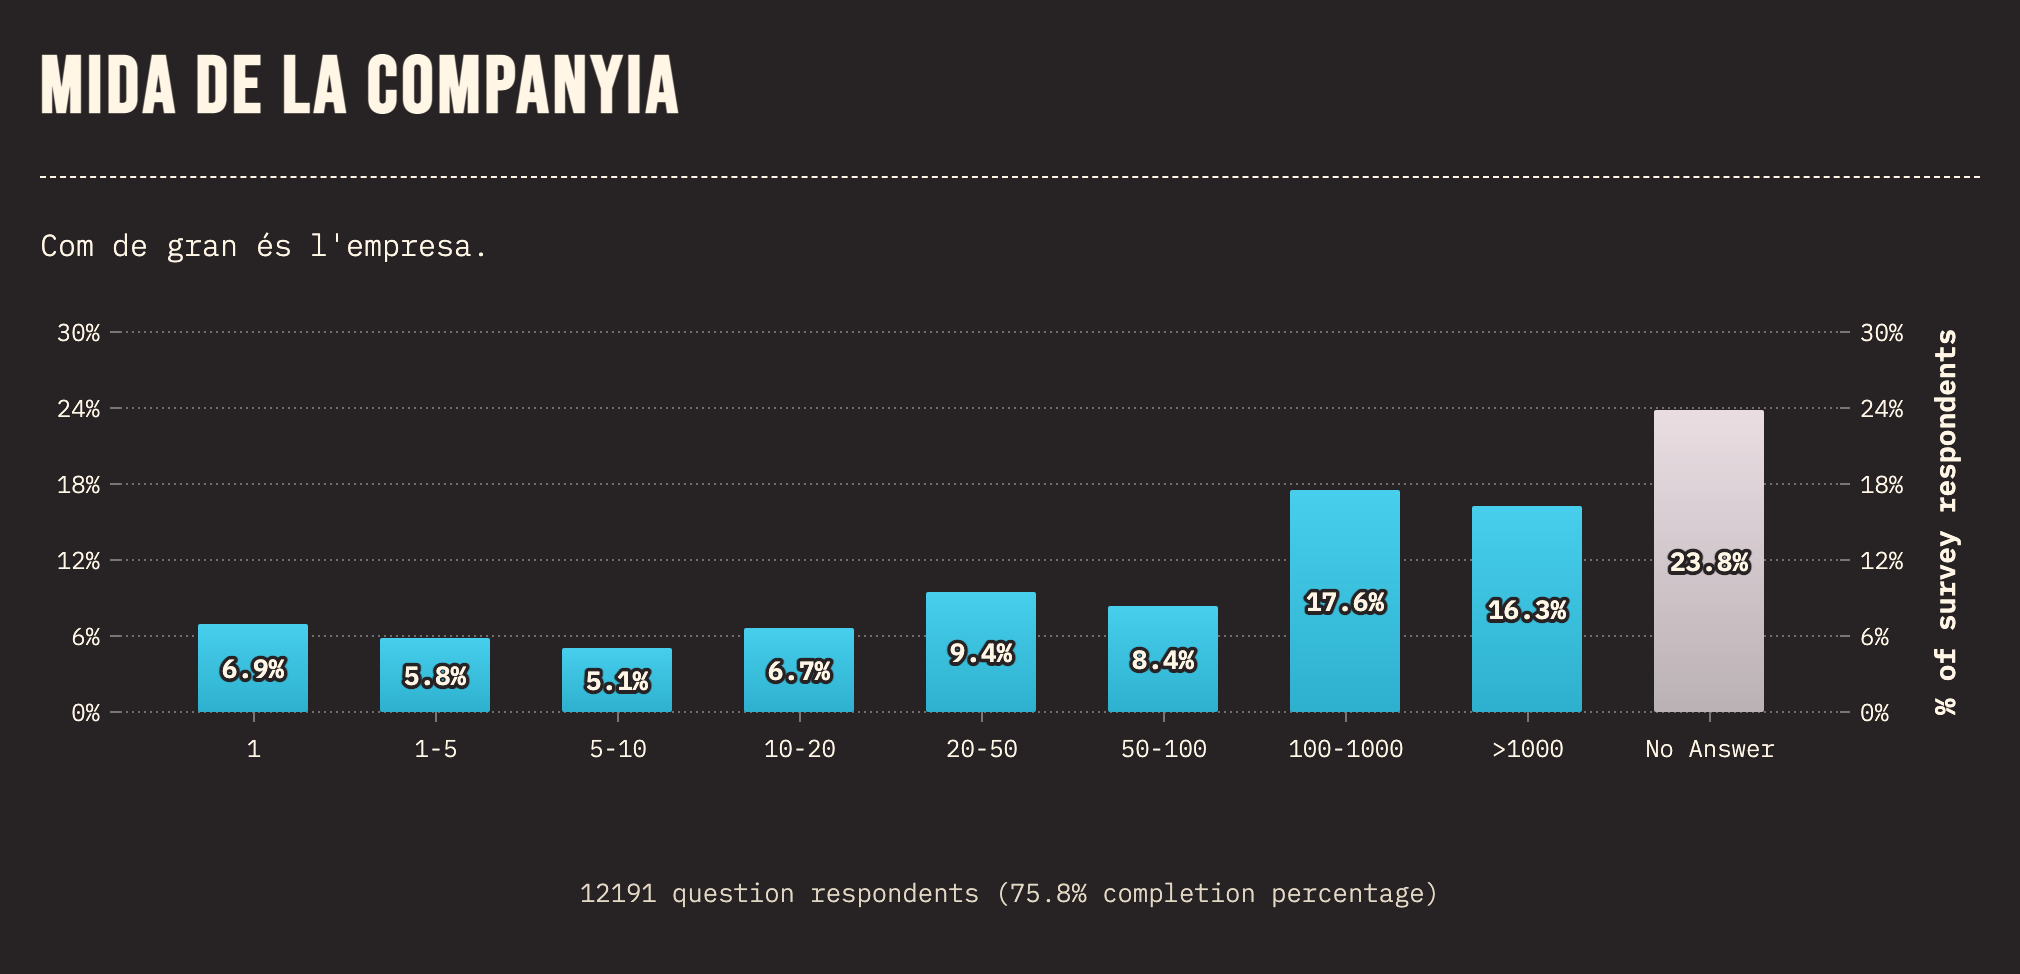 MIDA DE LA COMPANYIA
Com de gran és l'empresa.
30% 30%
24% 24%
18% 18%
12% 12%
6% 6%
0% 0%
% of survey respondents
6.9% 5.8% 5.1% 6.7% 9.4% 8.4% 17.6% 16.3% 23.8%
1 1-5 5-10 10-20 20-50 50-100 100-1000 >1000 No Answer
12191 question respondents (75.8% completion percentage)